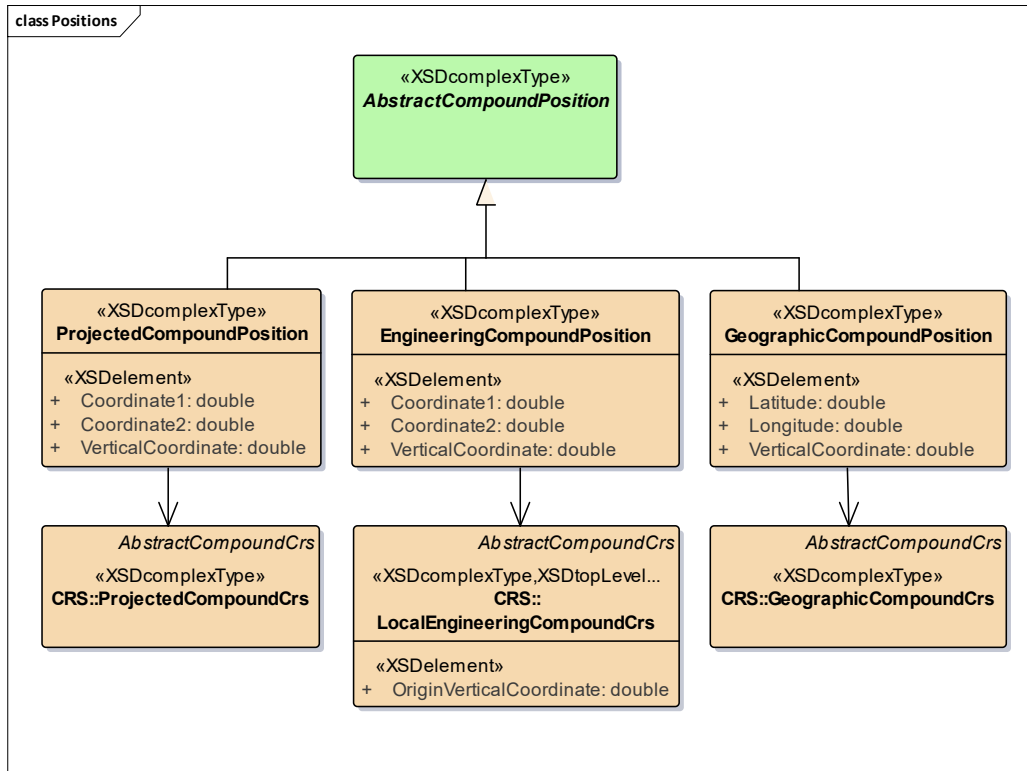 class Positions
«XSDcomplexType»
AbstractCompoundPosition
«XSDcomplexType»
ProjectedCompoundPosition
«XSDelement»
+ Coordinate1: double
+ Coordinate2: double
+ VerticalCoordinate: double
«XSDcomplexType»
EngineeringCompoundPosition
«XSDelement»
+ Coordinate1: double
+ Coordinate2: double
+ VerticalCoordinate: double
«XSDcomplexType»
GeographicCompoundPosition
«XSDelement»
+ Latitude: double
+ Longitude: double
+ VerticalCoordinate: double
AbstractCompoundCrs
«XSDcomplexType»
CRS::ProjectedCompoundCrs
AbstractCompoundCrs
«XSDcomplexType,XSDtopLevel...
CRS::
LocalEngineeringCompoundCrs
«XSDelement»
+ OriginVerticalCoordinate: double
AbstractCompoundCrs
«XSDcomplexType»
CRS::GeographicCompoundCrs